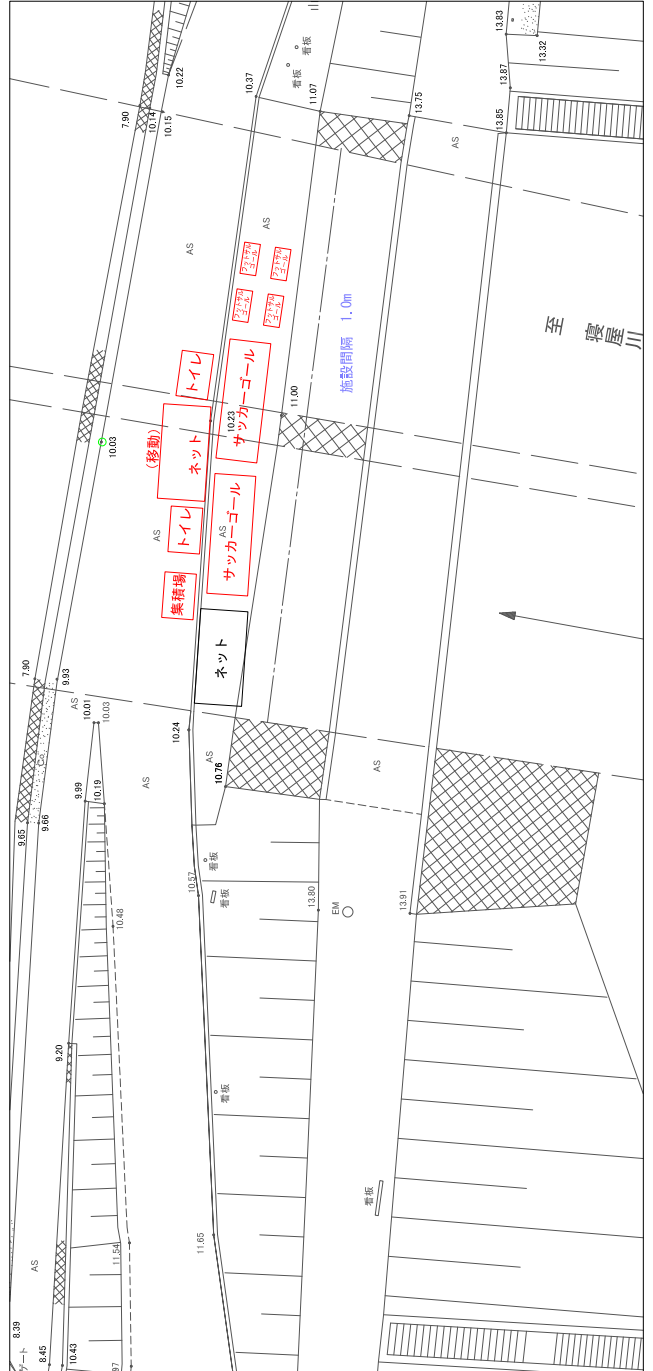 13.83
13.32
13.87
13.85
10.22
10.37
11.07
13.75
7.90
10.14
10.15
看板
看板
AS
AS
AS
フットサル
ゴール
フットサル
ゴール
フットサル
ゴール
フットサル
ゴール
施設間隔 1.0m
至 寝屋川
トイレ
サッカーゴール
11.00
10.23
(移動)
ネット
10.03
AS
トイレ
AS
サッカーゴール
集積場
ネット
7.90
9.93
AS
10.01
10.03
Co
10.24
AS
10.76
AS
AS
9.99
10.19
9.65
9.66
看板
10.57
看板
13.80
EM
13.91
10.48
9.20
看板
看板
11.65
11.54
AS
8.39
8.45
10.43
97
ート